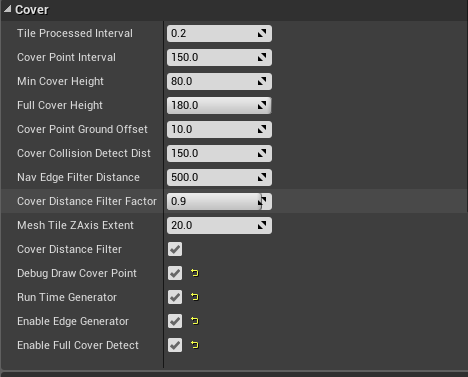 Cover
Tile Processed Interval 0.2
Cover Point Interval 150.0
Min Cover Height 80.0
Full Cover Height 180.0
Cover Point Ground Offset 10.0
Cover Collision Detect Dist 150.0
Nav Edge Filter Distance 500.0
Cover Distance Filter Factor 0.9
Mesh Tile ZAxis Extent 20.0
Cover Distance Filter
Debug Draw Cover Point
Run Time Generator
Enable Edge Generator
Enable Full Cover Detect